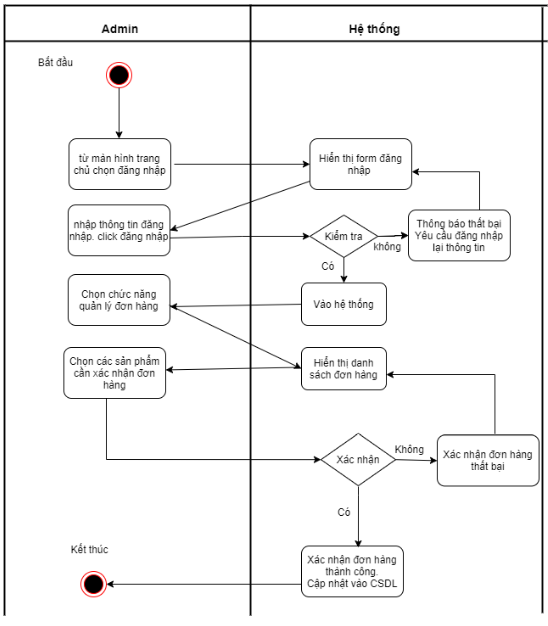 Admin
Hệ thống
Bắt đầu
từ màn hình trang
chủ chọn đăng nhập
Hiển thị form đăng
nhập
nhập thông tin đăng
nhập. click đăng nhập
Kiểm tra
không
Thông báo thất bại
Yêu cầu đăng nhập
lại thông tin
Có
Chọn chức năng
quản lý đơn hàng
Vào hệ thống
Chọn các sản phẩm
cần xác nhận đơn
hàng
Hiển thị danh
sách đơn hàng
Xác nhận
Không
Xác nhận đơn hàng
thất bại
Có
Kết thúc
Xác nhận đơn hàng
thành công.
Cập nhật vào CSDL